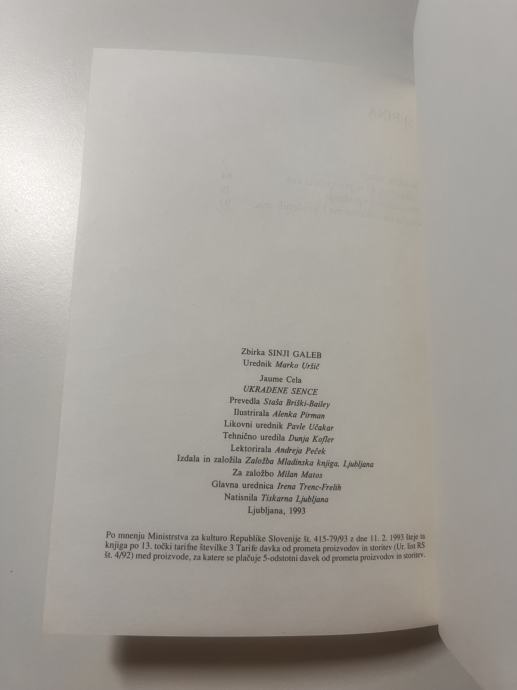 Zbirka SINJI GALEB
Urednik Marko Uršič
Jaume Cela
UKRADENE SENCE
Prevedla Staša Briški-Bailey
Ilustrirala Alenka Pirman
Likovni urednik Pavle Učakar
Tehnično uredila Dunja Kofler
Lektorirala Andreja Peček
Izdala in založila Založba Mladinska knjiga, Ljubljana
Za založbo Milan Matos
Glavna urednica Irena Trenc-Frelih
Natisnila Tiskarna Ljubljana
Ljubljana, 1993
Po mnenju Ministrstva za kulturo Republike Slovenije št. 415-79/93 z dne 11. 2. 1993 šteje ta
knjiga po 13. točki tarifne številke 3 Tarife davka od prometa proizvodov in storitev (Ur. list RS
št. 4/92) med proizvode, za katere se plačuje 5-odstotni davek od prometa proizvodov in storitev.